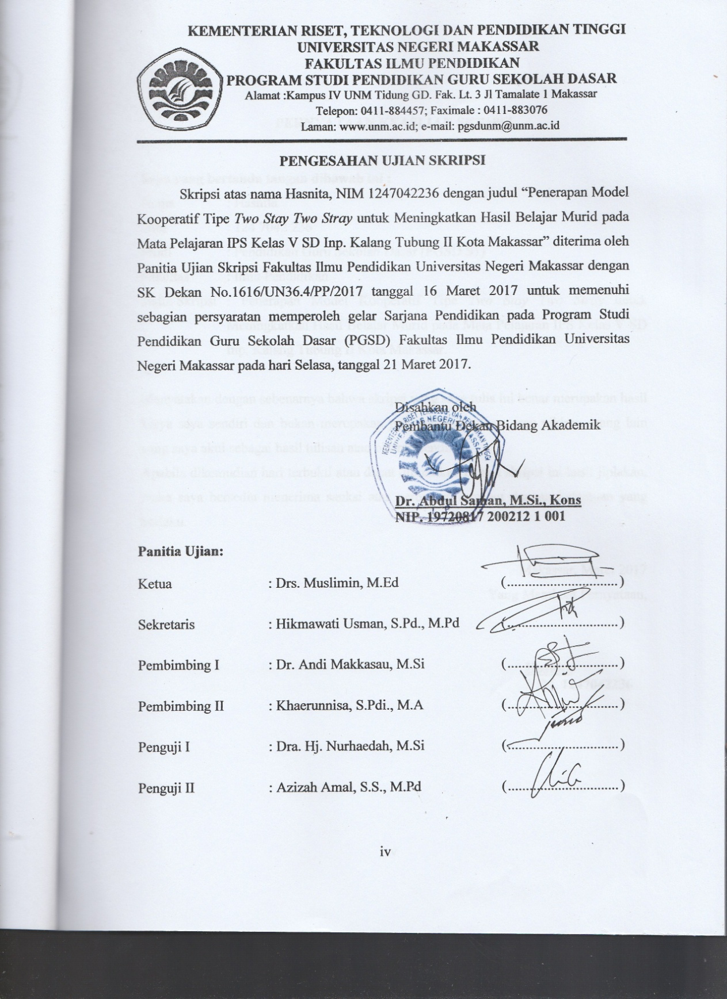 KEMENTERIAN RISET, TEKNOLOGI DAN PENDIDIKAN TINGGI
UNIVERSITAS NEGERI MAKASSAR
FAKULTAS ILMU PENDIDIKAN
PROGRAM STUDI PENDIDIKAN GURU SEKOLAH DASAR
Alamat :Kampus IV UNM Tidung GD. Fak. Lt. 3 Jl Tamalate 1 Makassar
Telepon: 0411-884457; Faximale : 0411-883076
Laman: www.unm.ac.id; e-mail: pgsdunm@unm.ac.id
PENGESAHAN UJIAN SKRIPSI
Skripsi atas nama Hasnita, NIM 1247042236 dengan judul “Penerapan Model
Kooperatif Tipe Two Stay Two Stray untuk Meningkatkan Hasil Belajar Murid pada
Mata Pelajaran IPS Kelas V SD Inp. Kalang Tubung II Kota Makassar” diterima oleh
Panitia Ujian Skripsi Fakultas Ilmu Pendidikan Universitas Negeri Makassar dengan
SK Dekan No.1616/UN36.4/PP/2017 tanggal 16 Maret 2017 untuk memenuhi
sebagian persyaratan memperoleh gelar Sarjana Pendidikan pada Program Studi
Pendidikan Guru Sekolah Dasar (PGSD) Fakultas Ilmu Pendidikan Universitas
Negeri Makassar pada hari Selasa, tanggal 21 Maret 2017.
Disahkan oleh
Pembantu Dekan Bidang Akademik
KEMENTERIAN RISET TEKNOLOGI DAN PENDIDIKAN TINGGI
UNIVERSITAS NEGERI MAKASSAR
Dr. Abdul Saman, M.Si., Kons
NIP. 19720817 200212 1 001
Panitia Ujian:
Ketua : Drs. Muslimin, M.Ed (..............................)
Sekretaris : Hikmawati Usman, S.Pd., M.Pd (..............................)
Pembimbing I : Dr. Andi Makkasau, M.Si (..............................)
Pembimbing II : Khaerunnisa, S.Pdi., M.A (..............................)
Penguji I : Dra. Hj. Nurhaedah, M.Si (..............................)
Penguji II : Azizah Amal, S.S., M.Pd (..............................)
iv